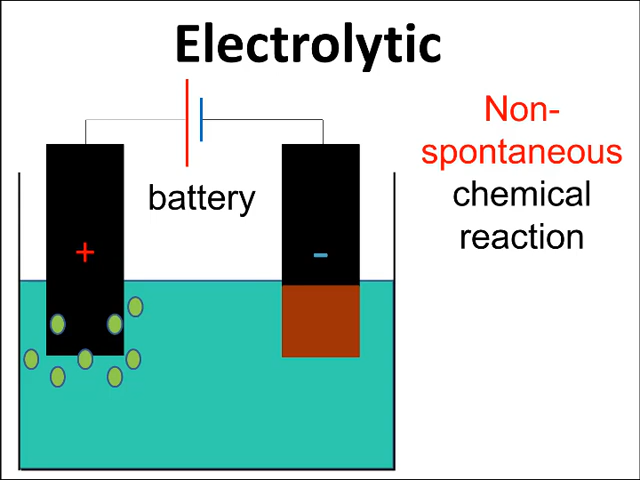 Electrolytic
Non-
spontaneous
chemical
reaction
battery
+
-